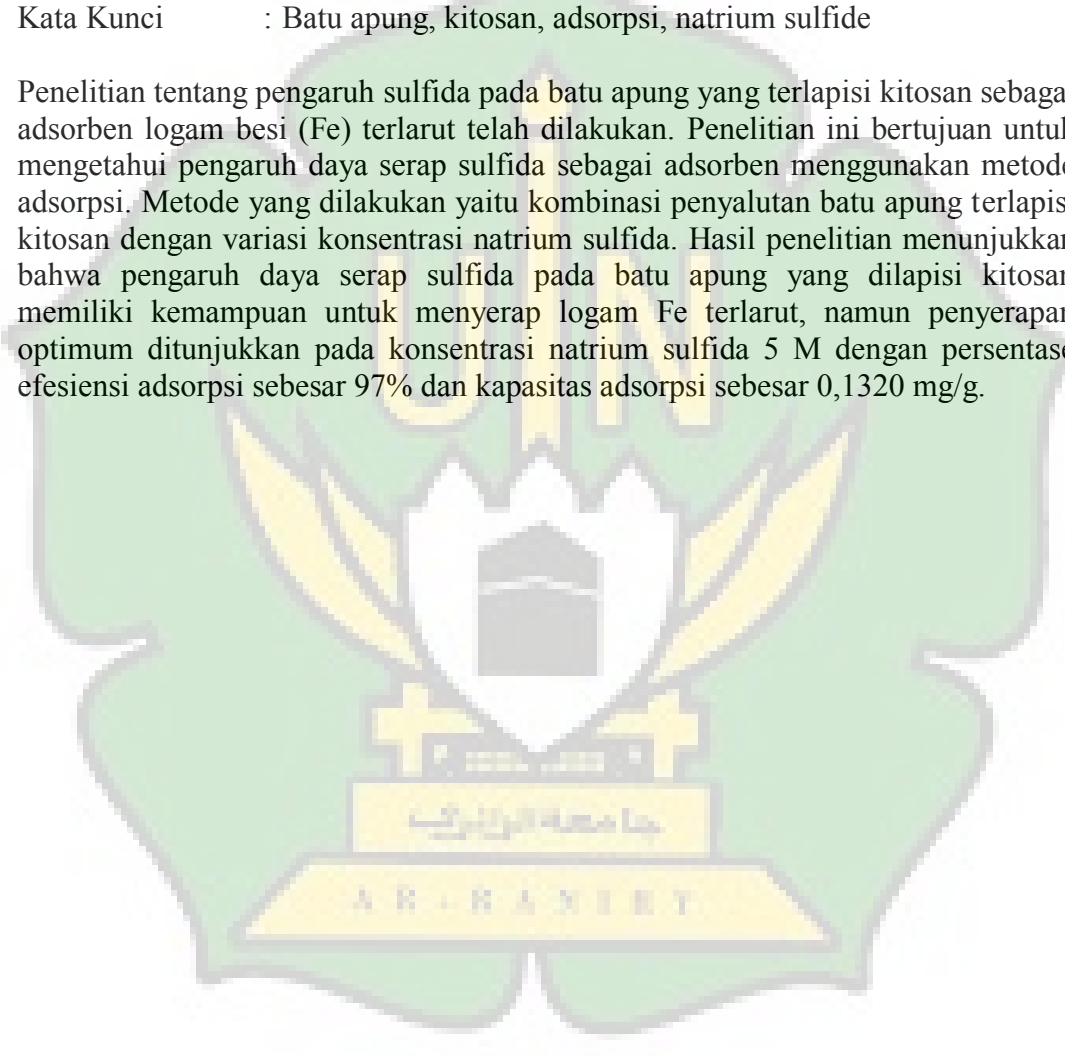 Kata Kunci : Batu apung, kitosan, adsorpsi, natrium sulfide
Penelitian tentang pengaruh sulfida pada batu apung yang terlapisi kitosan sebaga
adsorben logam besi (Fe) terlarut telah dilakukan. Penelitian ini bertujuan untuk
mengetahui pengaruh daya serap sulfida sebagai adsorben menggunakan metode
adsorpsi. Metode yang dilakukan yaitu kombinasi penyalutan batu apung terlapis
kitosan dengan variasi konsentrasi natrium sulfida. Hasil penelitian menunjukkan
bahwa pengaruh daya serap sulfida pada batu apung yang dilapisi kitosan
memiliki kemampuan untuk menyerap logam Fe terlarut, namun penyerapan
optimum ditunjukkan pada konsentrasi natrium sulfida 5 M dengan persentase
efesiensi adsorpsi sebesar 97% dan kapasitas adsorpsi sebesar 0,1320 mg/g.
UIN
جامعة الرانيري
AR-RANIRY